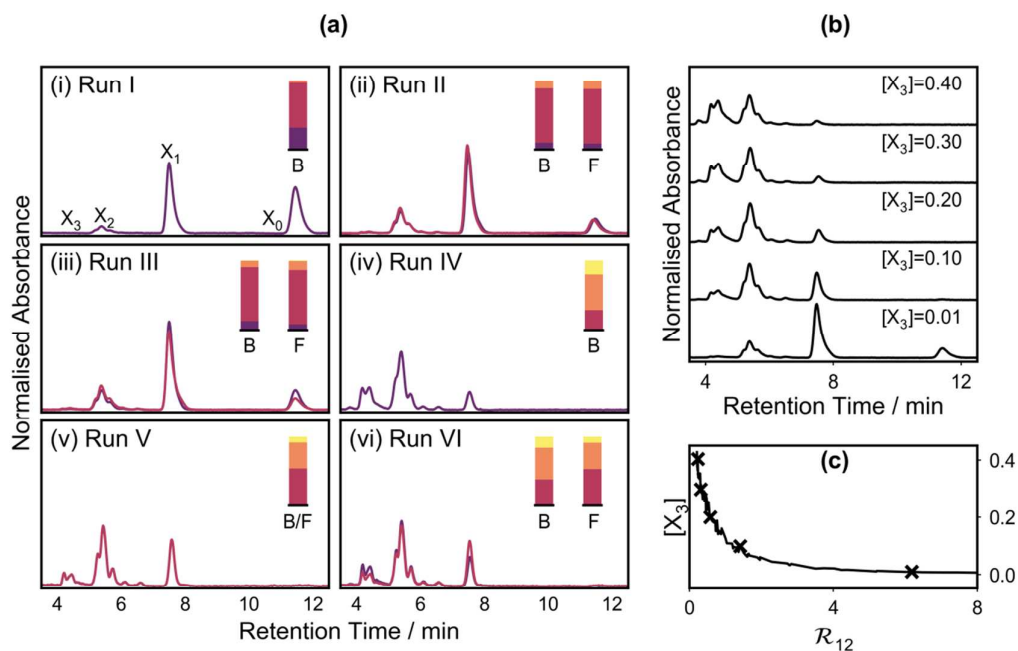 (a)
(i) Run I
X₃
X₂
X₁
X₀
B
(ii) Run II
B F
(iii) Run III
B F
(iv) Run IV
B
(v) Run V
B/F
(vi) Run VI
B F
Normalised Absorbance
4 6 8 10 12 4 6 8 10 12
Retention Time / min
(b)
[X₃]=0.40
[X₃]=0.30
[X₃]=0.20
[X₃]=0.10
[X₃]=0.01
Normalised Absorbance
4 8 12
Retention Time / min
(c)
[X₃]
0.4
0.2
0.0
0 4 8
ℛ₁₂